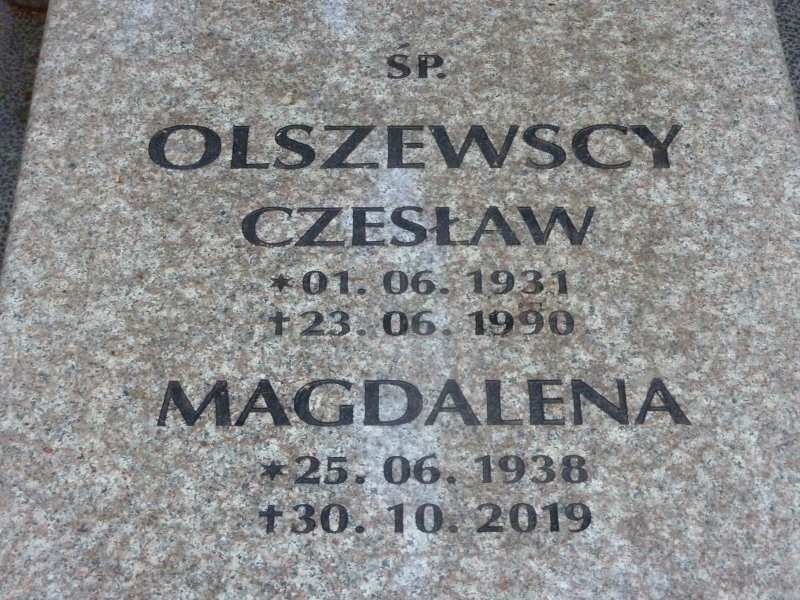 ŚP.
OLSZEWSCY
CZESŁAW
*01. 06. 1931
†23. 06. 1990
MAGDALENA
*25. 06. 1938
†30. 10. 2019